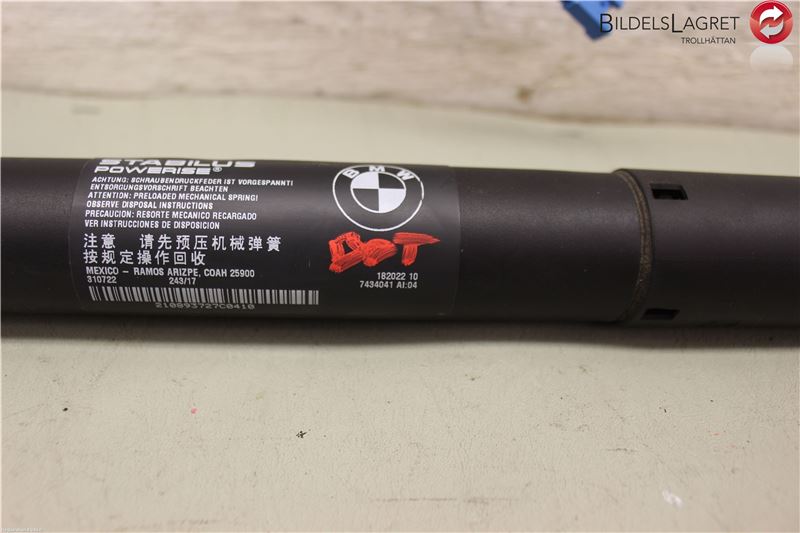 BILDELSLAGRET
TROLLHÄTTAN
STABILUS
POWERISE®
ACHTUNG: SCHRAUBENDRUCKFEDER IST VORGESPANNT!
ENTSORGUNGSVORSCHRIFT BEACHTEN
ATTENTION: PRELOADED MECHANICAL SPRING!
OBSERVE DISPOSAL INSTRUCTIONS
PRECAUCION: RESORTE MECANICO RECARGADO
VER INSTRUCCIONES DE DISPOSICION
注意 请先预压机械弹簧
按规定操作回收
MEXICO - RAMOS ARIZPE, COAH 25900
310722 243/17
210893727C0410
BMW
182022 10
7434041 AI:04